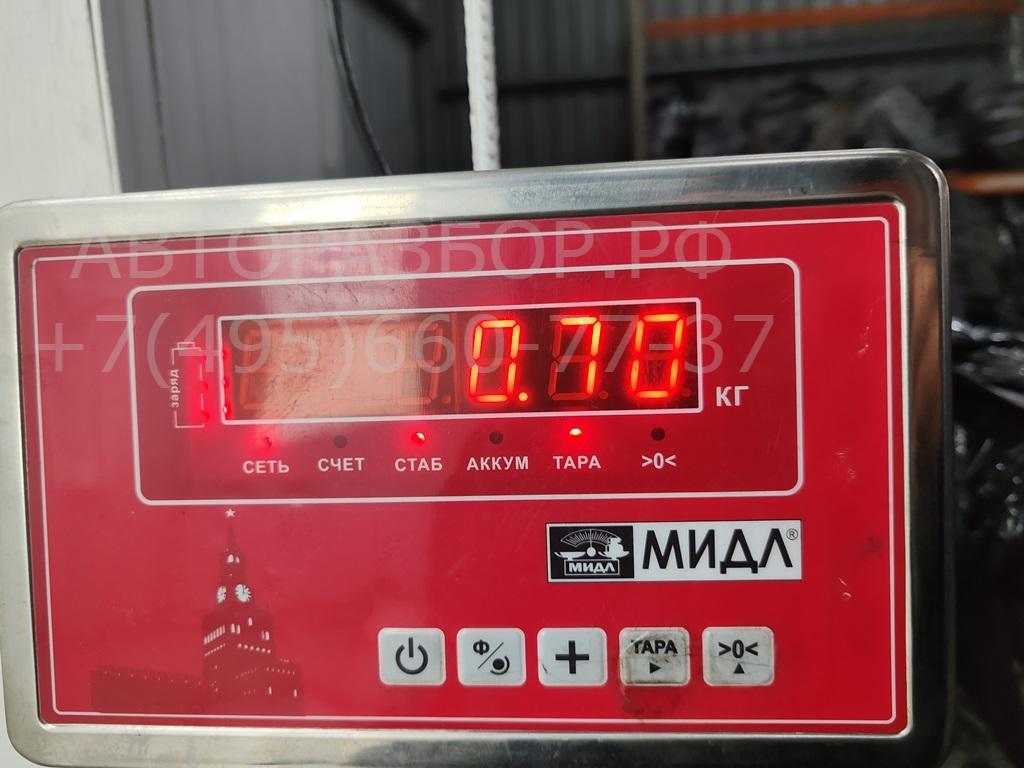 АВТОРАЗБОР.РФ
+7(495)660-77-37
заряд
0.70
КГ
СЕТЬ СЧЕТ СТАБ АККУМ ТАРА >0<
МИДЛ МИДЛ®
Ф ТАРА >0<